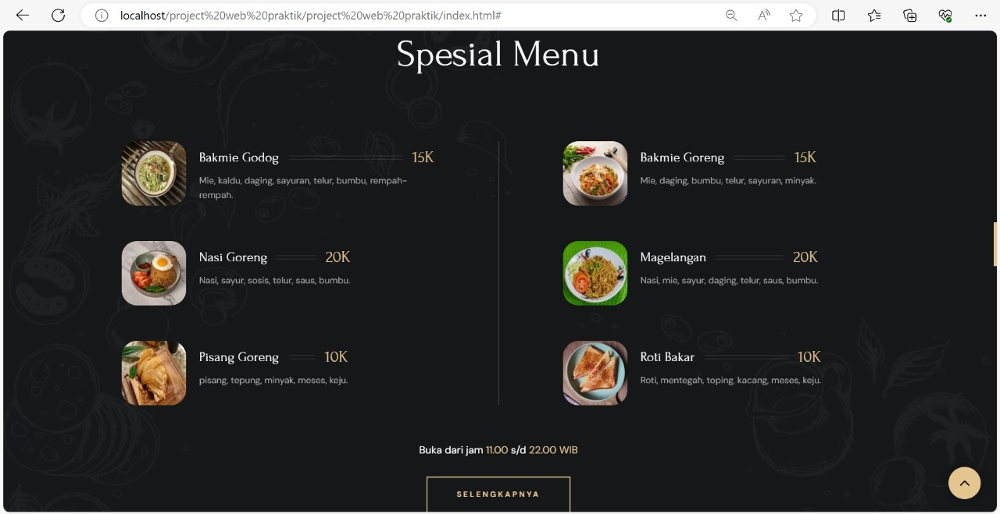 localhost/project%20web%20praktik/project%20web%20praktik/index.html#
Spesial Menu
Bakmie Godog 15K
Mie, kaldu, daging, sayuran, telur, bumbu, rempah-
rempah.
Nasi Goreng 20K
Nasi, sayur, sosis, telur, saus, bumbu.
Pisang Goreng 10K
pisang, tepung, minyak, meses, keju.
Bakmie Goreng 15K
Mie, daging, bumbu, telur, sayuran, minyak.
Magelangan 20K
Nasi, mie, sayur, daging, telur, saus, bumbu.
Roti Bakar 10K
Roti, mentegah, toping, kacang, meses, keju.
Buka dari jam 11.00 s/d 22.00 WIB
SELENGKAPNYA